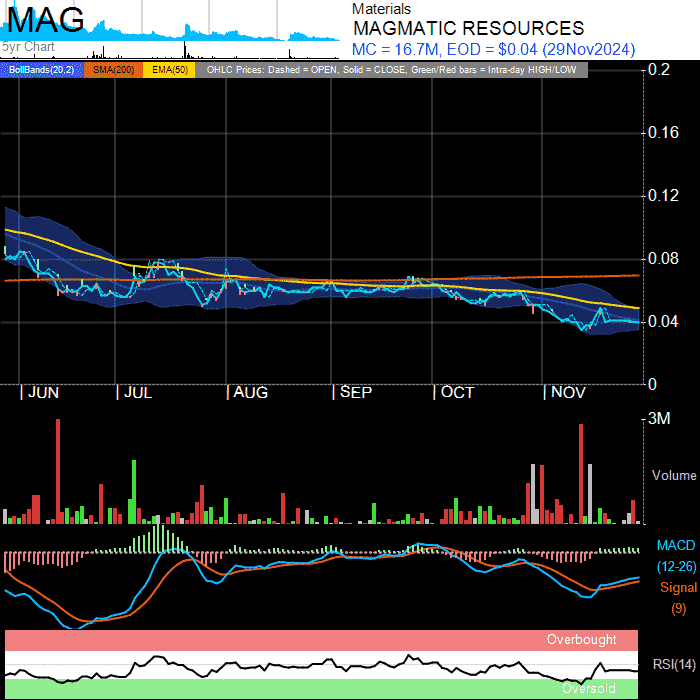 MAG
5yr Chart
Materials
MAGMATIC RESOURCES
MC = 16.7M, EOD = $0.04 (29Nov2024)
BollBands(20,2) SMA(200) EMA(50) OHLC Prices: Dashed = OPEN, Solid = CLOSE, Green/Red bars = Intra-day HIGH/LOW
0.2
0.16
0.12
0.08
0.04
0
JUN JUL AUG SEP OCT NOV
3M
Volume
MACD
(12-26)
Signal
(9)
Overbought
RSI(14)
Oversold